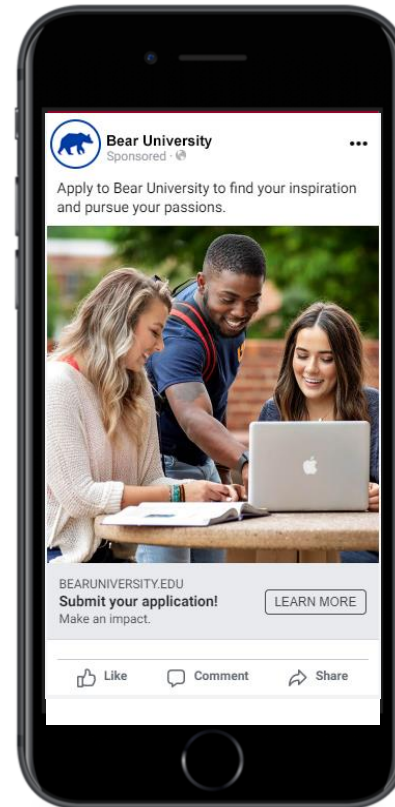 Bear University
Sponsored ·
Apply to Bear University to find your inspiration
and pursue your passions.
BEARUNIVERSITY.EDU
Submit your application!
LEARN MORE
Make an impact.
Like
Comment
Share